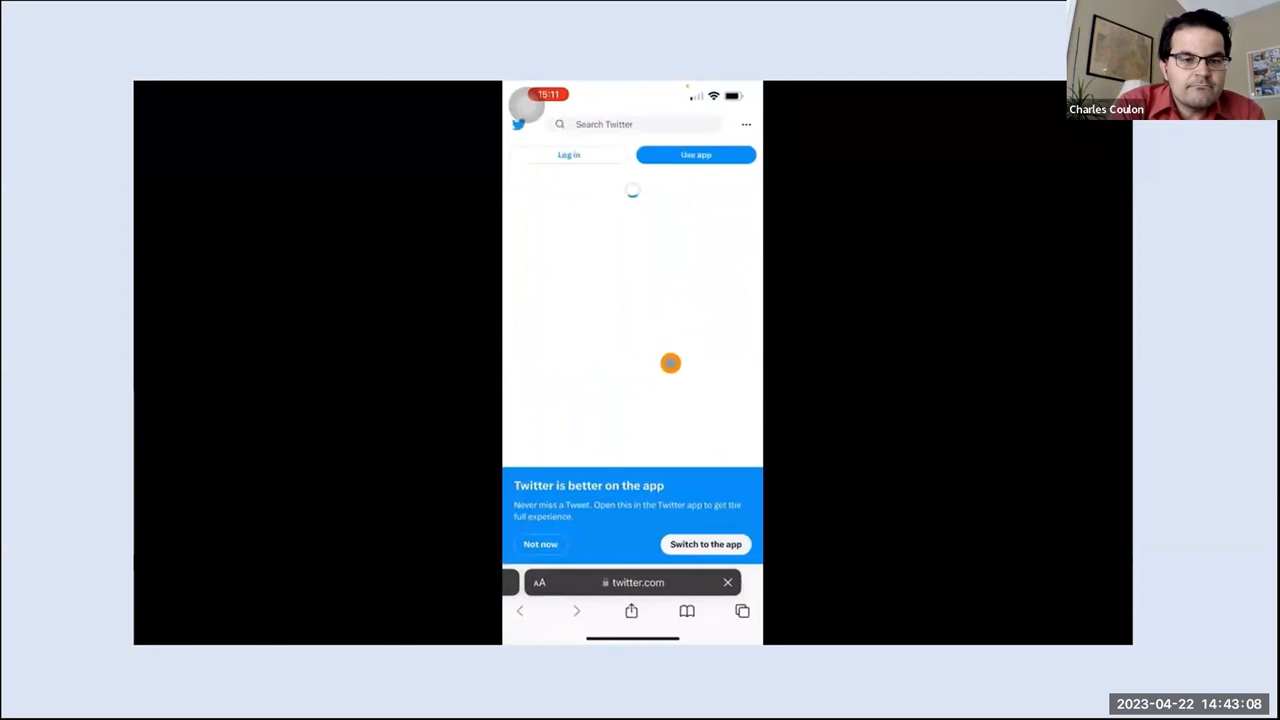 Charles Coulon
15:11
Search Twitter
Log in
Use app
Twitter is better on the app
Never miss a Tweet. Open this in the Twitter app to get the
full experience.
Not now
Switch to the app
AA
twitter.com
2023-04-22 14:43:08